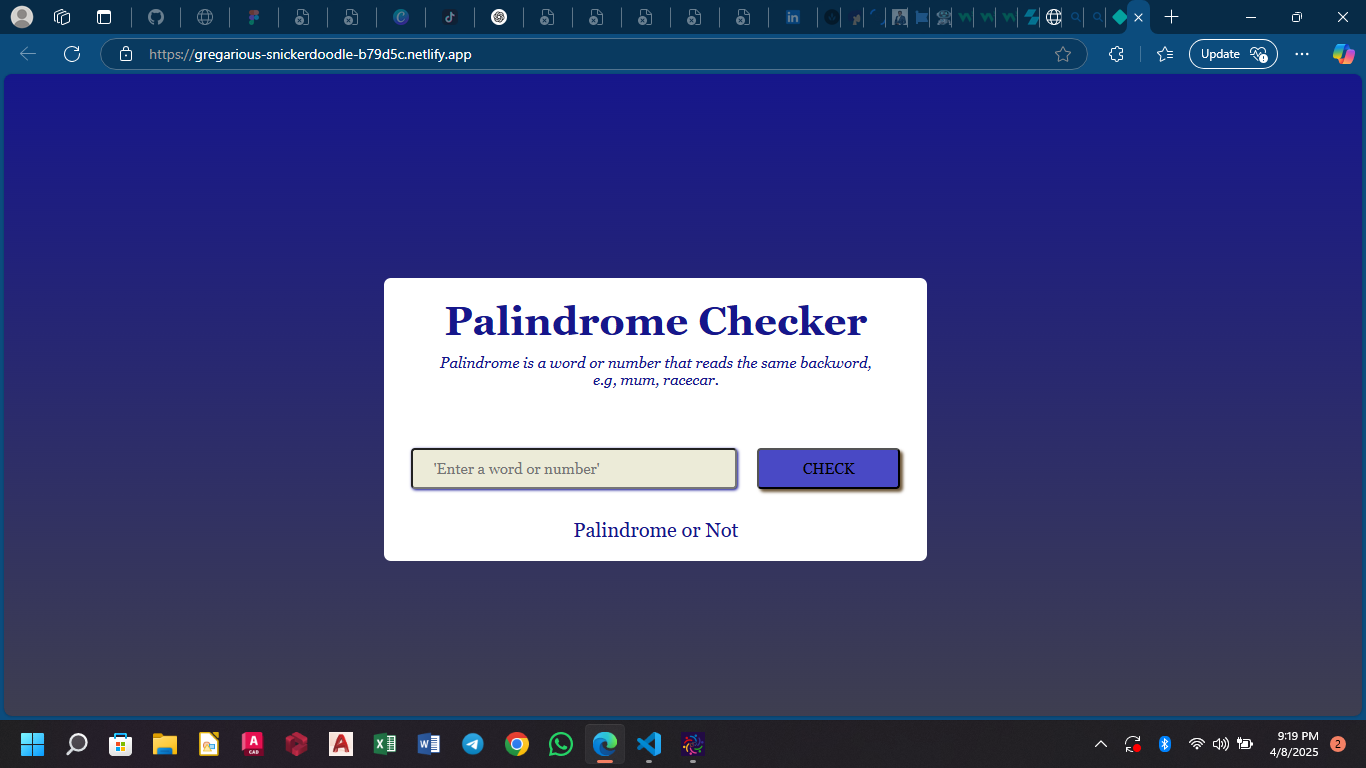 https://gregarious-snickerdoodle-b79d5c.netlify.app
Update
Palindrome Checker
Palindrome is a word or number that reads the same backword,
e.g, mum, racecar.
'Enter a word or number'
CHECK
Palindrome or Not
9:19 PM
4/8/2025
2